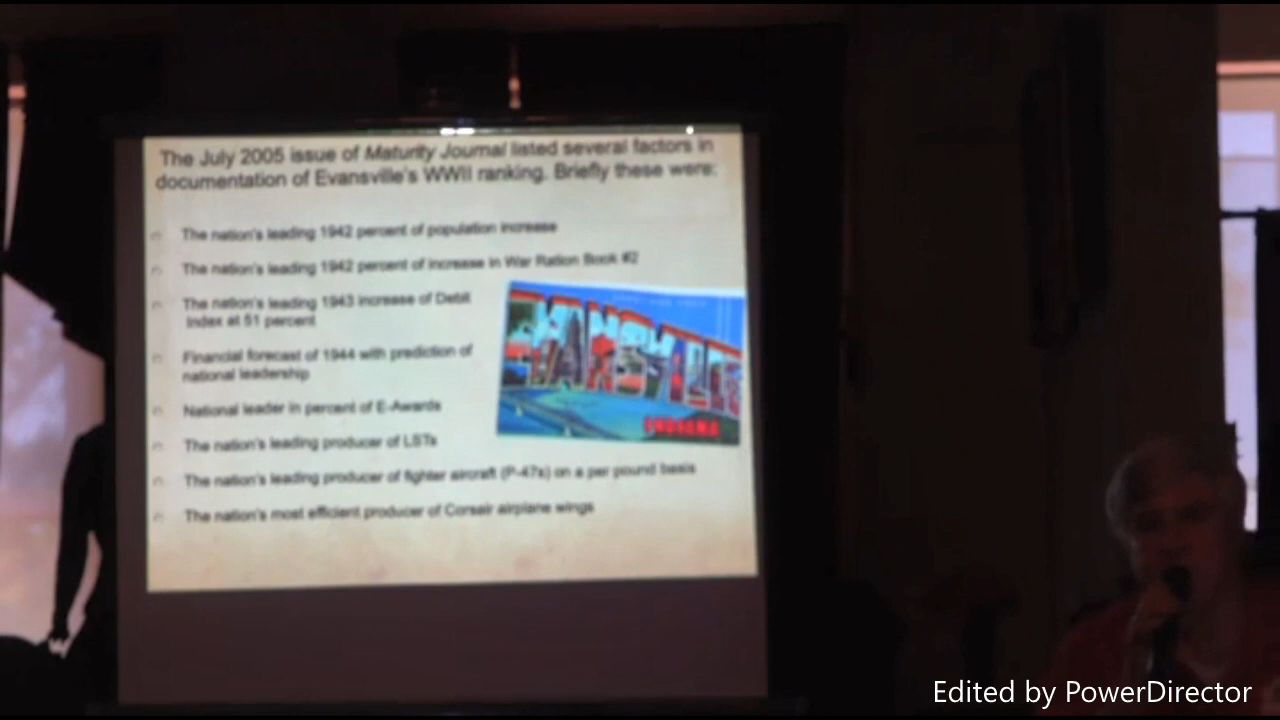 The July 2005 issue of Maturity Journal listed several factors in
documentation of Evansville's WWII ranking. Briefly these were:
The nation's leading 1942 percent of population increase
The nation's leading 1942 percent of increase in War Ration Book #2
The nation's leading 1943 increase of Debit
Index at 51 percent
Financial forecast of 1944 with prediction of
national leadership
National leader in percent of E-Awards
The nation's leading producer of LSTs
The nation's leading producer of fighter aircraft (P-47s) on a per pound basis
The nation's most efficient producer of Corsair airplane wings
EVANSVILLE
INDIANA
Edited by PowerDirector